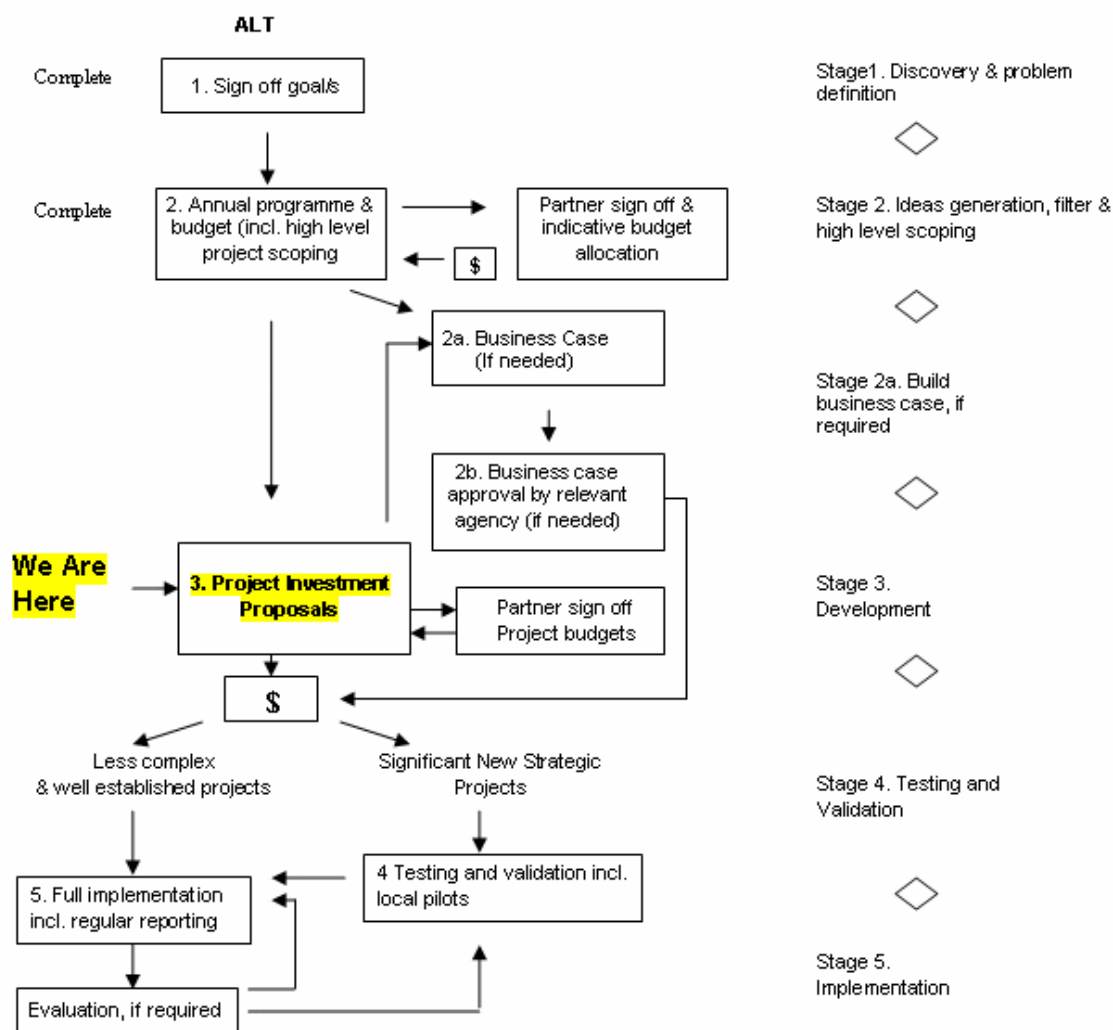 ALT
Complete
1. Sign off goal/s
Stage1. Discovery & problem
definition
Complete
2. Annual programme &
budget (incl. high level
project scoping
Partner sign off &
indicative budget
allocation
$
Stage 2. Ideas generation, filter &
high level scoping
2a. Business Case
(If needed)
Stage 2a. Build
business case, if
required
2b. Business case
approval by relevant
agency (if needed)
We Are
Here
3. Project Investment
Proposals
Partner sign off
Project budgets
Stage 3.
Development
$
Less complex
& well established projects
Significant New Strategic
Projects
Stage 4. Testing and
Validation
5. Full implementation
incl. regular reporting
4 Testing and validation incl.
local pilots
Evaluation, if required
Stage 5.
Implementation